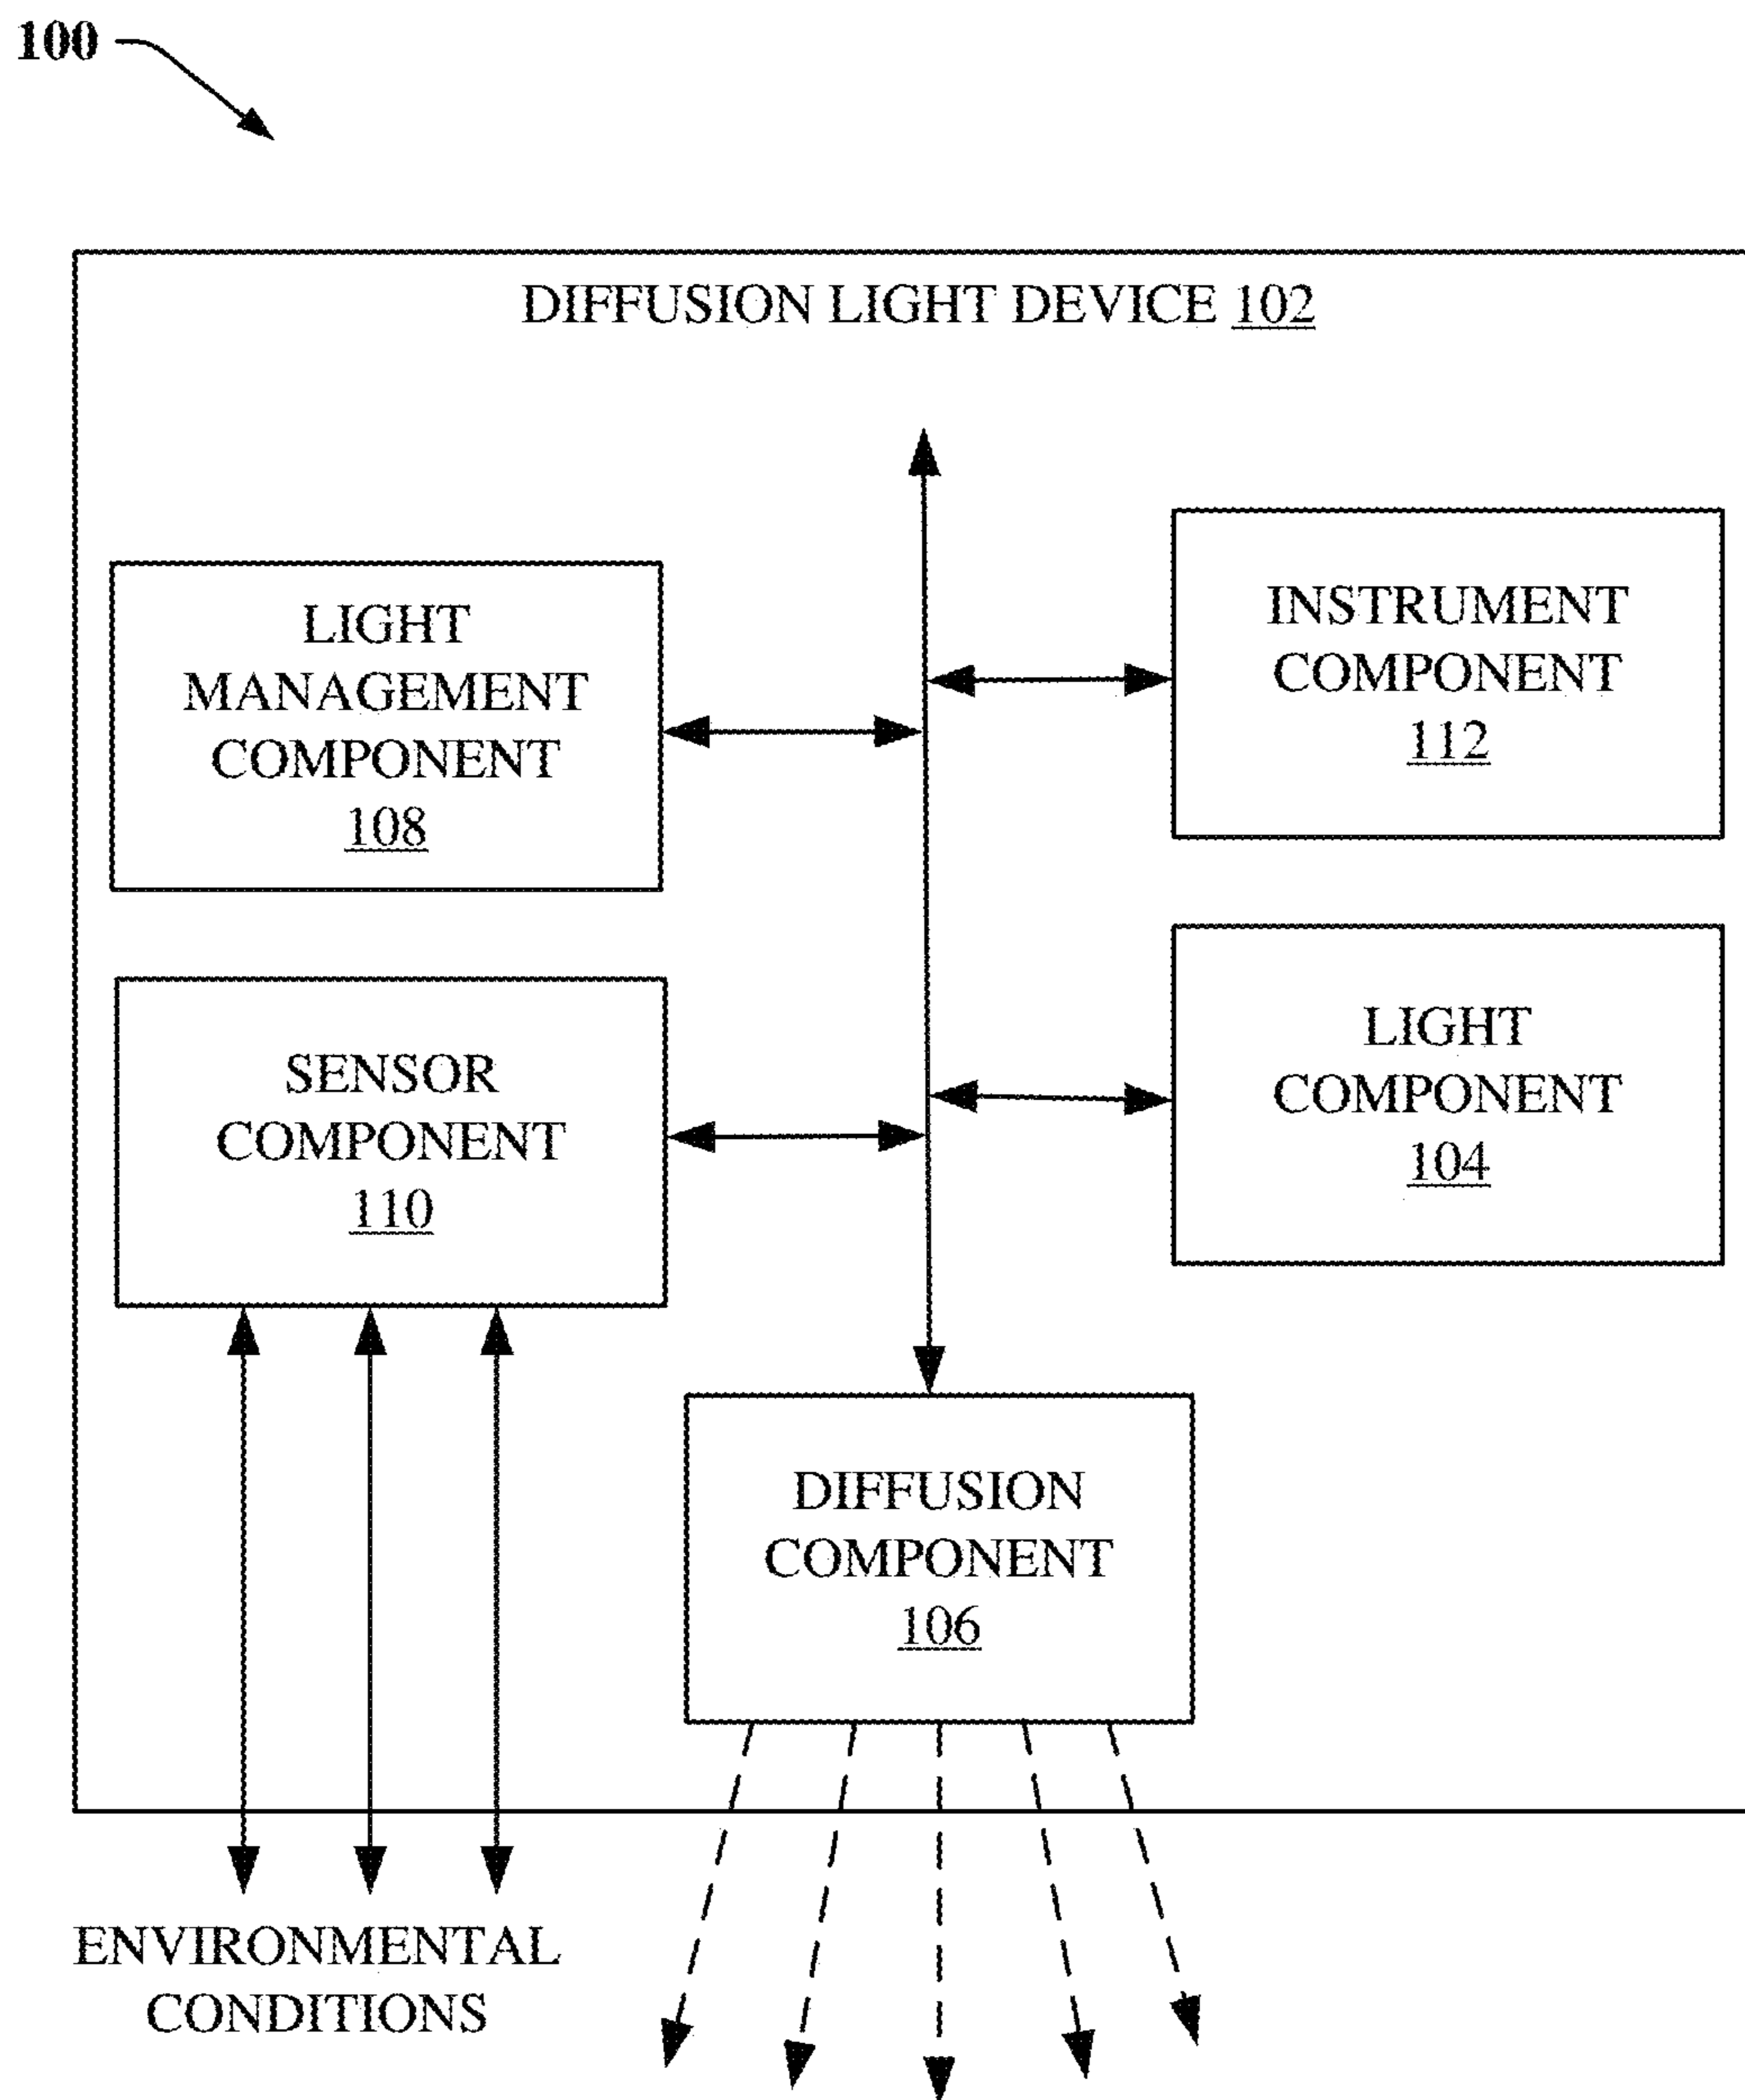 100
DIFFUSION LIGHT DEVICE 102
LIGHT
MANAGEMENT
COMPONENT
108
INSTRUMENT
COMPONENT
112
SENSOR
COMPONENT
110
LIGHT
COMPONENT
104
DIFFUSION
COMPONENT
106
ENVIRONMENTAL
CONDITIONS